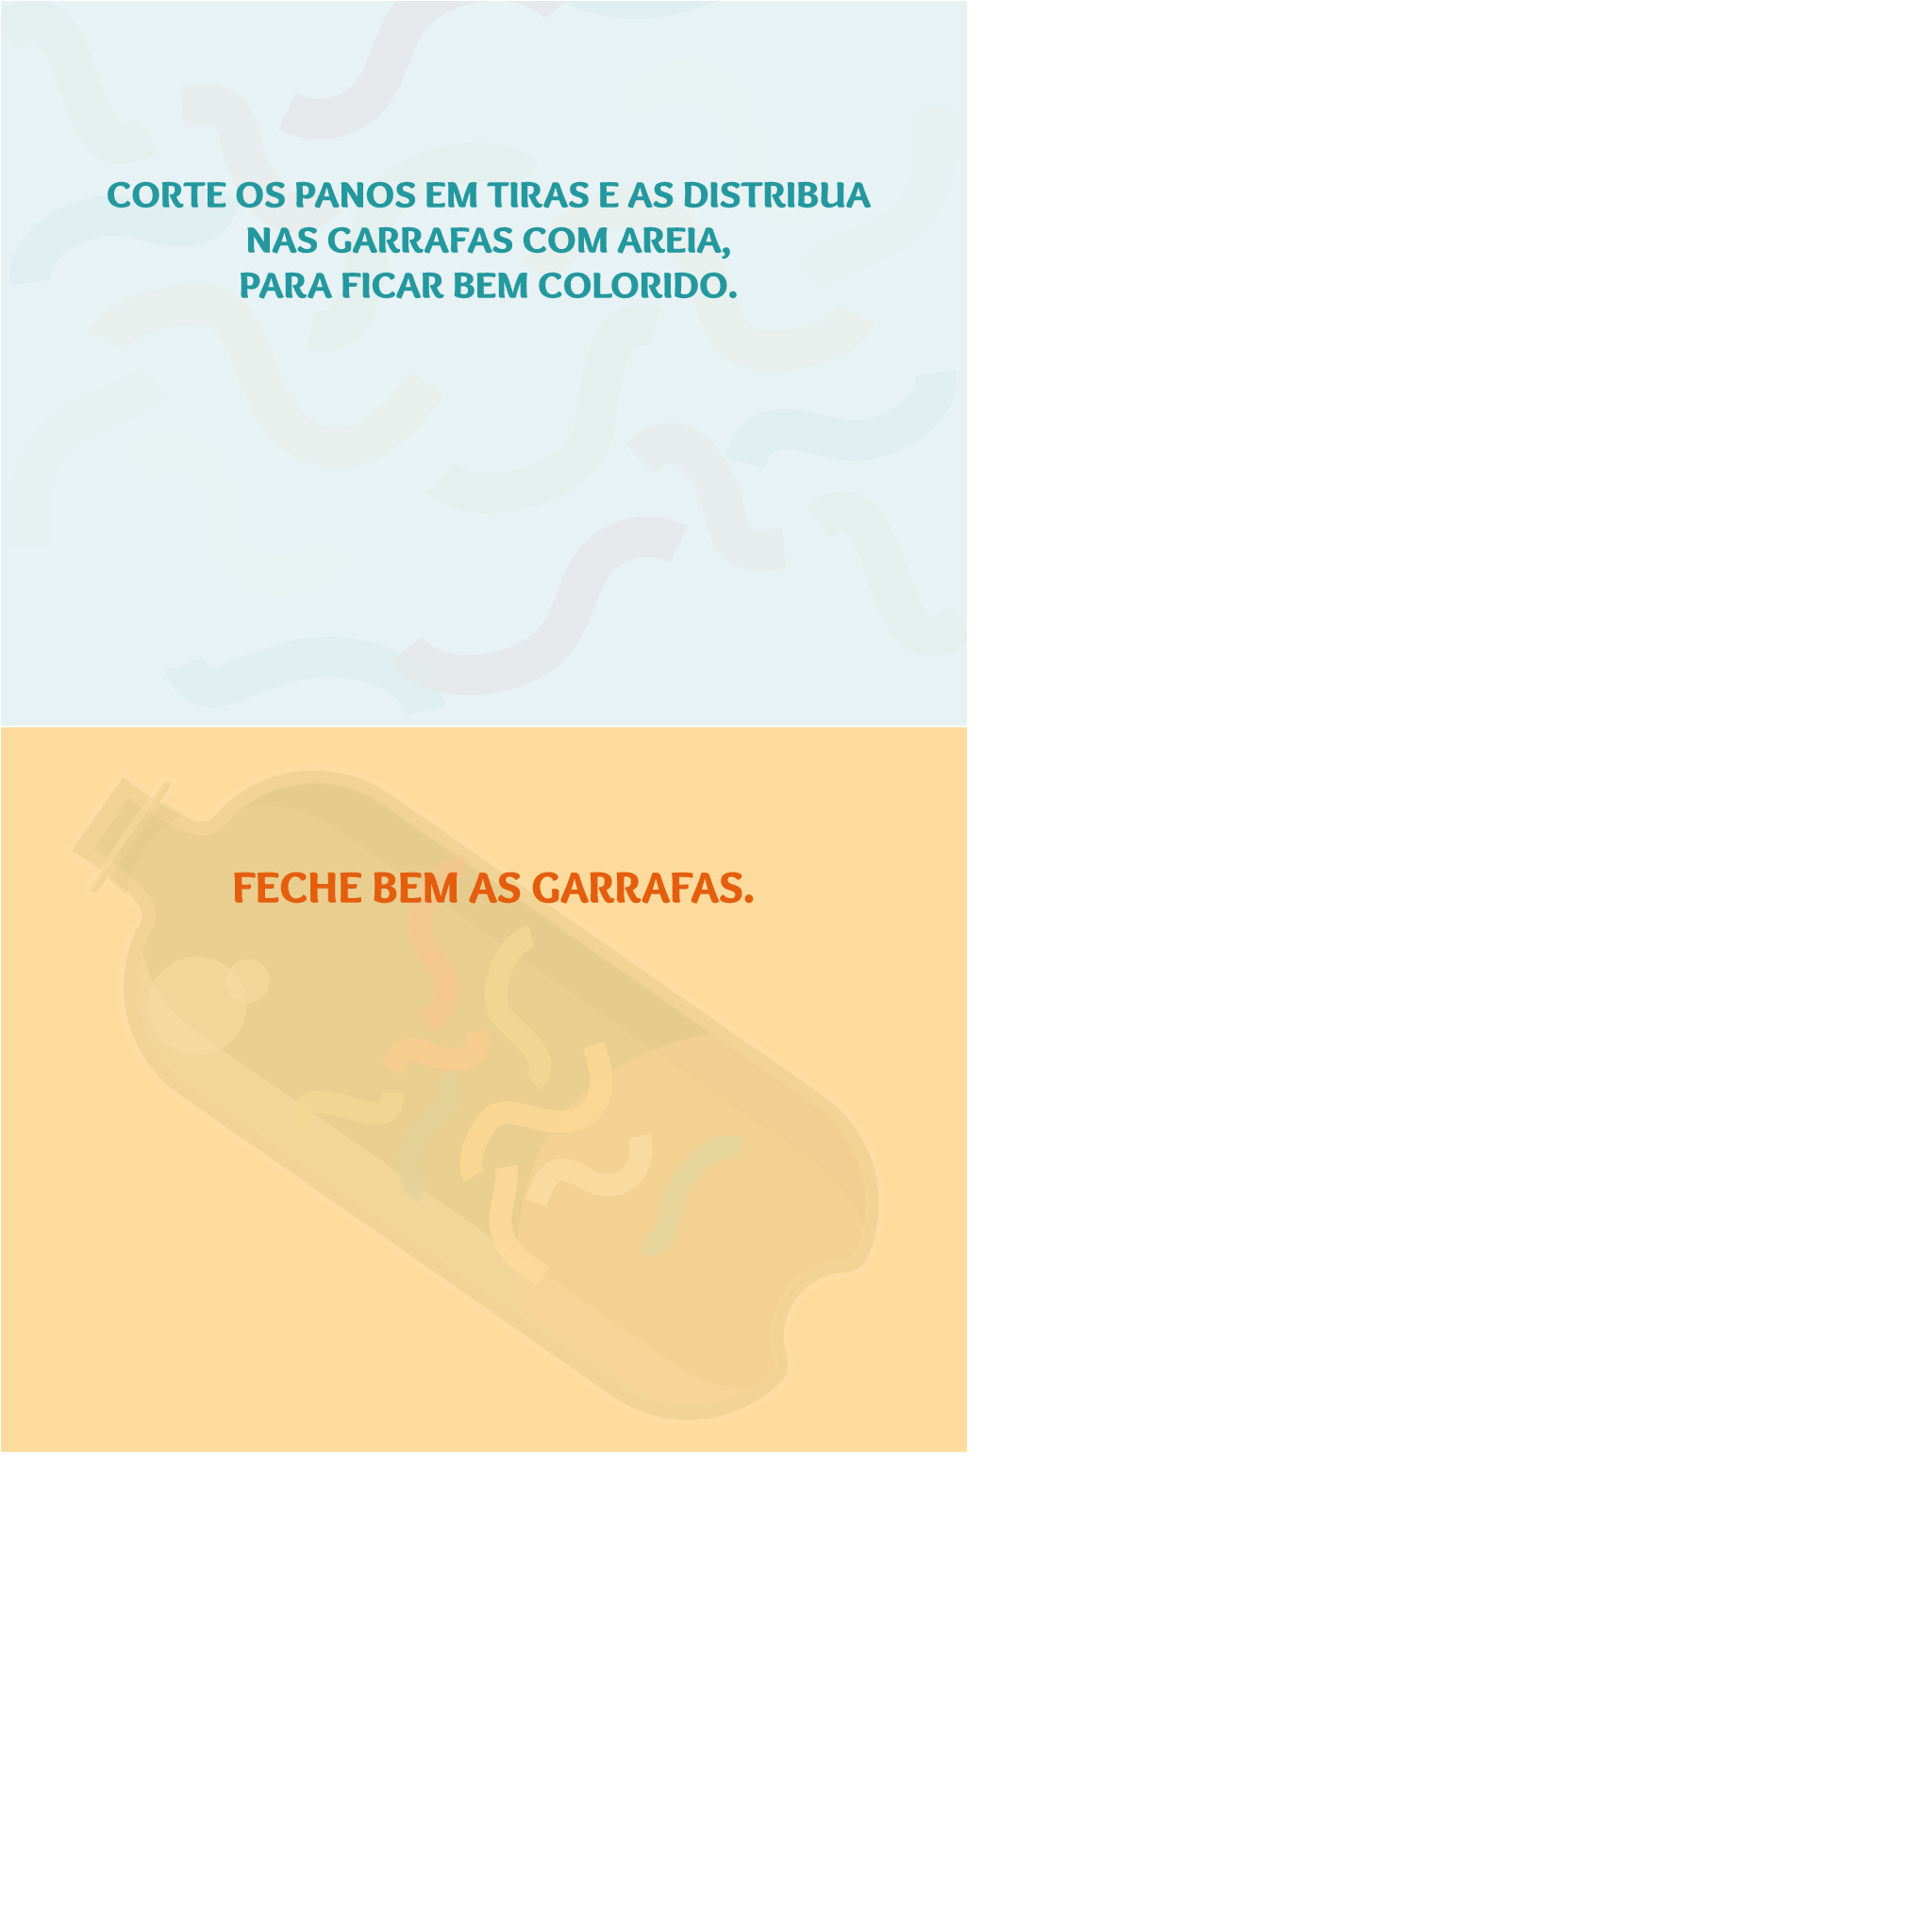 CORTE OS PANOS EM TIRAS E AS DISTRIBUA
NAS GARRAFAS COM AREIA,
PARA FICAR BEM COLORIDO.
FECHE BEM AS GARRAFAS.